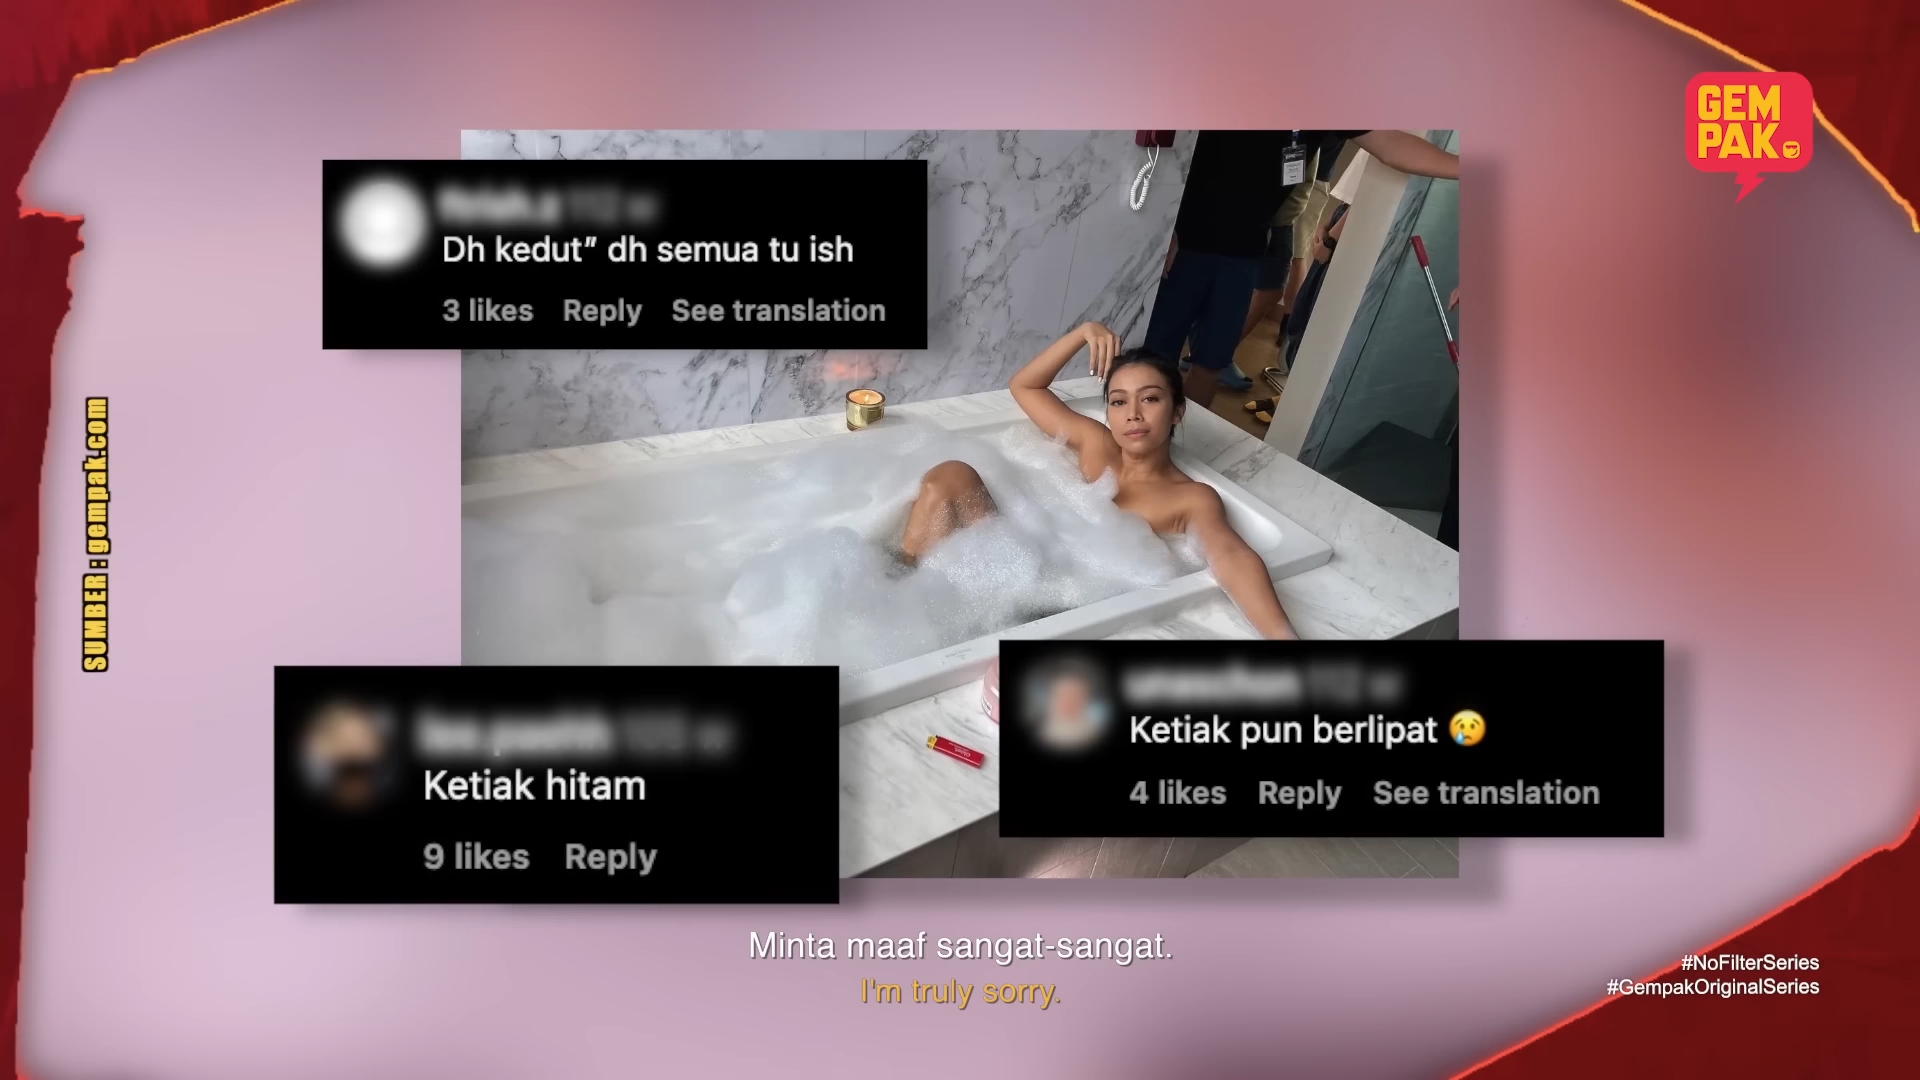 GEM
PAK
SUMBER : gempak.com
Dh kedut" dh semua tu ish
3 likes Reply See translation
Ketiak hitam
9 likes Reply
Ketiak pun berlipat 😢
4 likes Reply See translation
Minta maaf sangat-sangat.
I'm truly sorry.
#NoFilterSeries
#GempakOriginalSeries